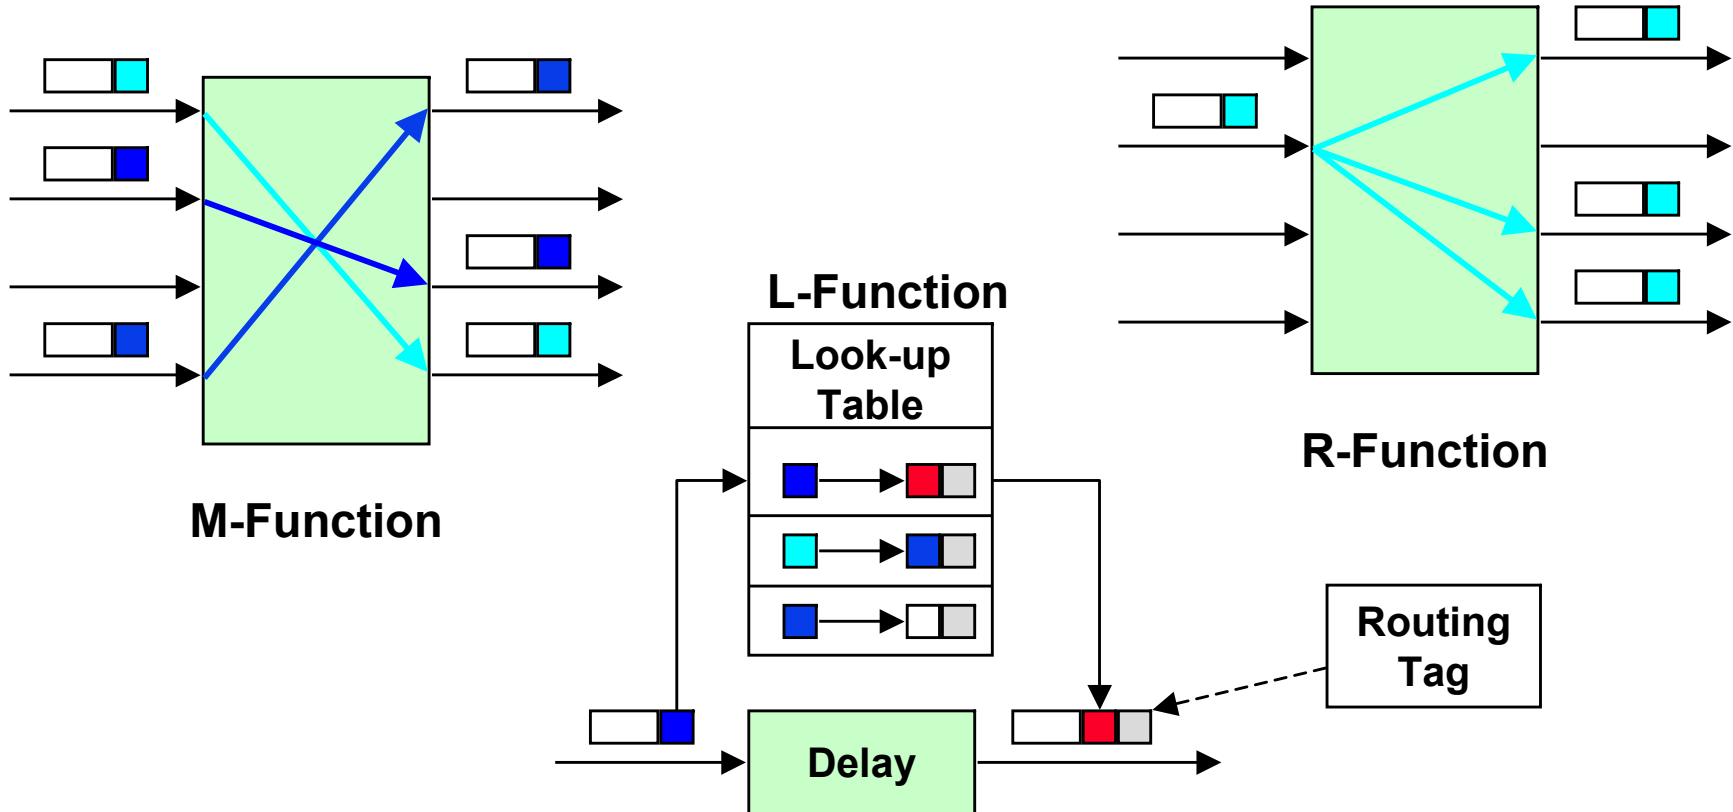 L-Function
Look-up
Table
R-Function
M-Function
Routing
Tag
Delay